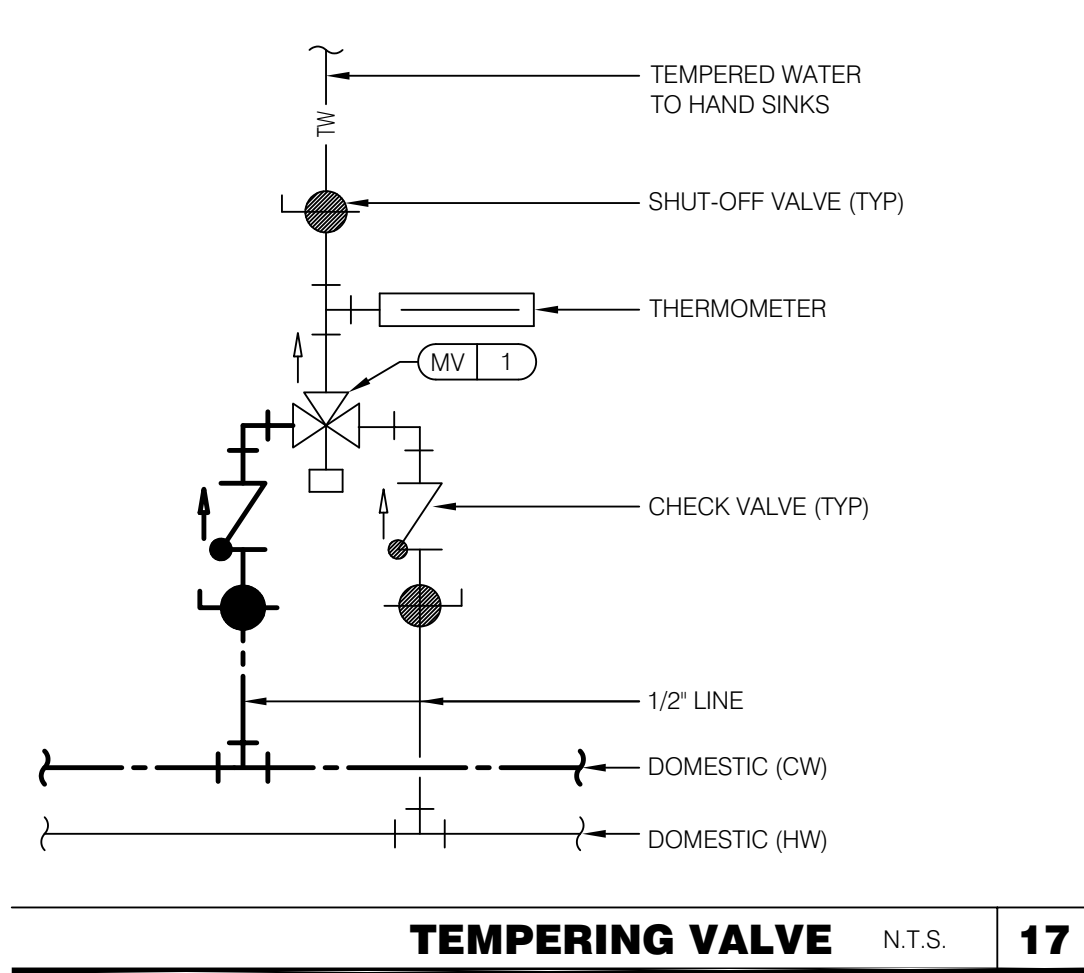 TEMPERED WATER
TO HAND SINKS
TW
SHUT-OFF VALVE (TYP)
THERMOMETER
MV 1
CHECK VALVE (TYP)
1/2" LINE
DOMESTIC (CW)
DOMESTIC (HW)
TEMPERING VALVE N.T.S. 17